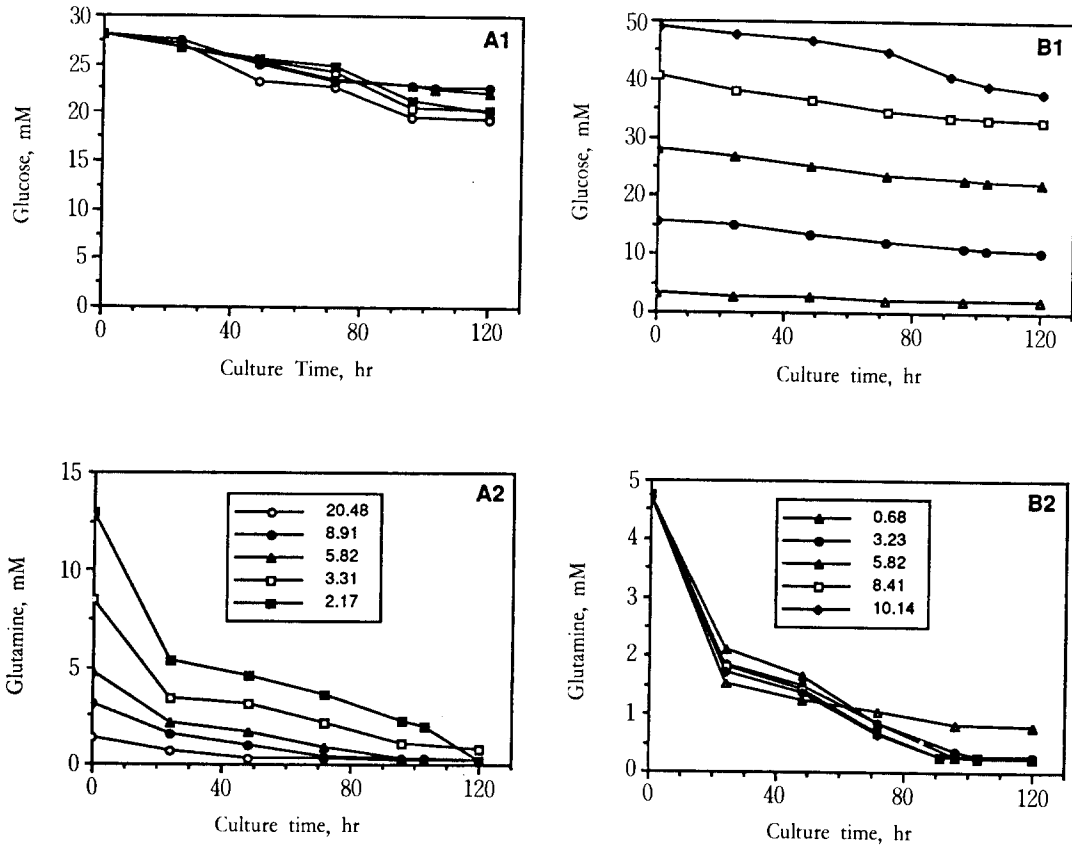 A1
30
25
20
15
10
5
0
Glucose, mM
0 40 80 120
Culture Time, hr
B1
50
40
30
20
10
0
Glucose, mM
0 40 80 120
Culture time, hr
A2
15
10
5
0
Glutamine, mM
20.48
8.91
5.82
3.31
2.17
0 40 80 120
Culture time, hr
B2
5
4
3
2
1
0
Glutamine, mM
0.68
3.23
5.82
8.41
10.14
0 40 80 120
Culture time, hr